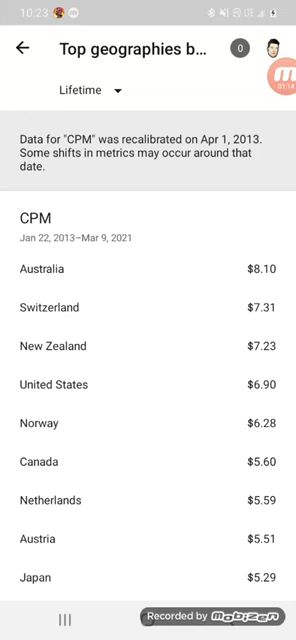 10:23
Top geographies b...
0
Lifetime
01:14
Data for "CPM" was recalibrated on Apr 1, 2013.
Some shifts in metrics may occur around that
date.
CPM
Jan 22, 2013–Mar 9, 2021
Australia $8.10
Switzerland $7.31
New Zealand $7.23
United States $6.90
Norway $6.28
Canada $5.60
Netherlands $5.59
Austria $5.51
Japan $5.29
Recorded by mobizen